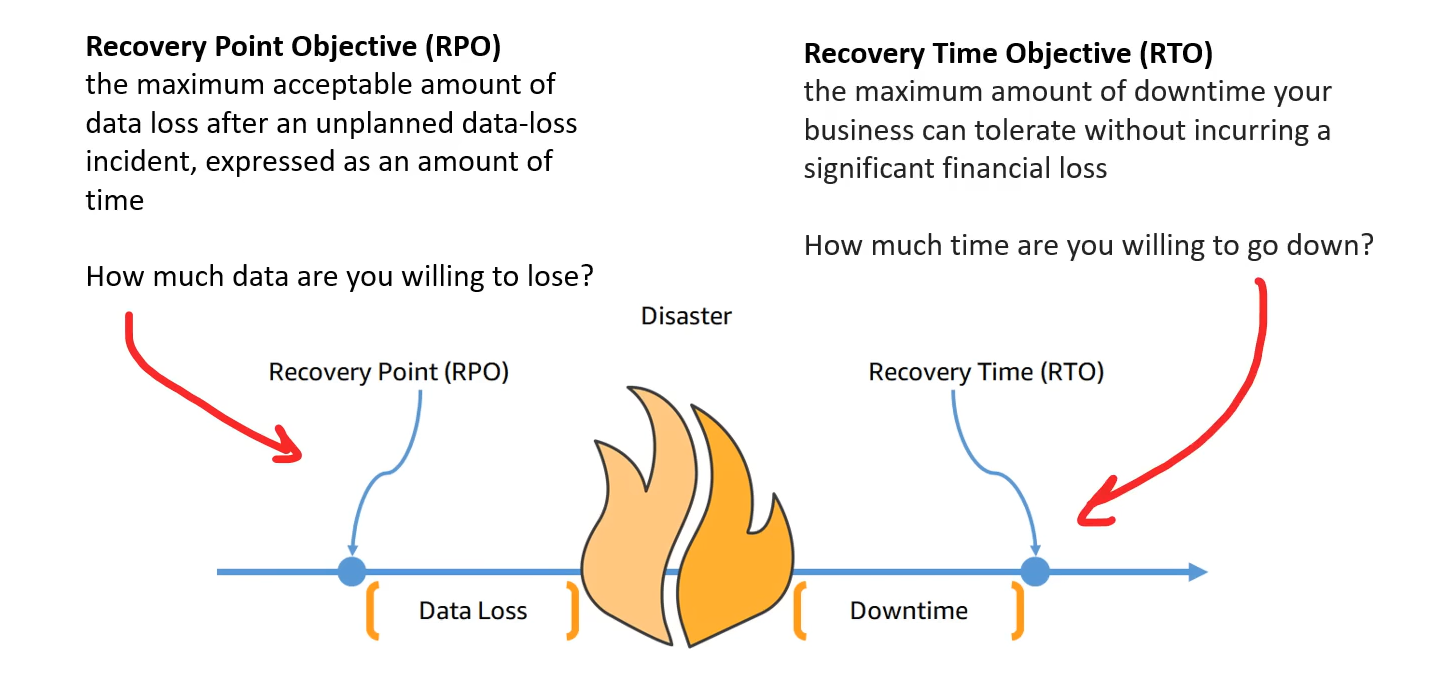 Recovery Point Objective (RPO)
the maximum acceptable amount of
data loss after an unplanned data-loss
incident, expressed as an amount of
time
How much data are you willing to lose?
Recovery Time Objective (RTO)
the maximum amount of downtime your
business can tolerate without incurring a
significant financial loss
How much time are you willing to go down?
Disaster
Recovery Point (RPO)
Recovery Time (RTO)
Data Loss
Downtime